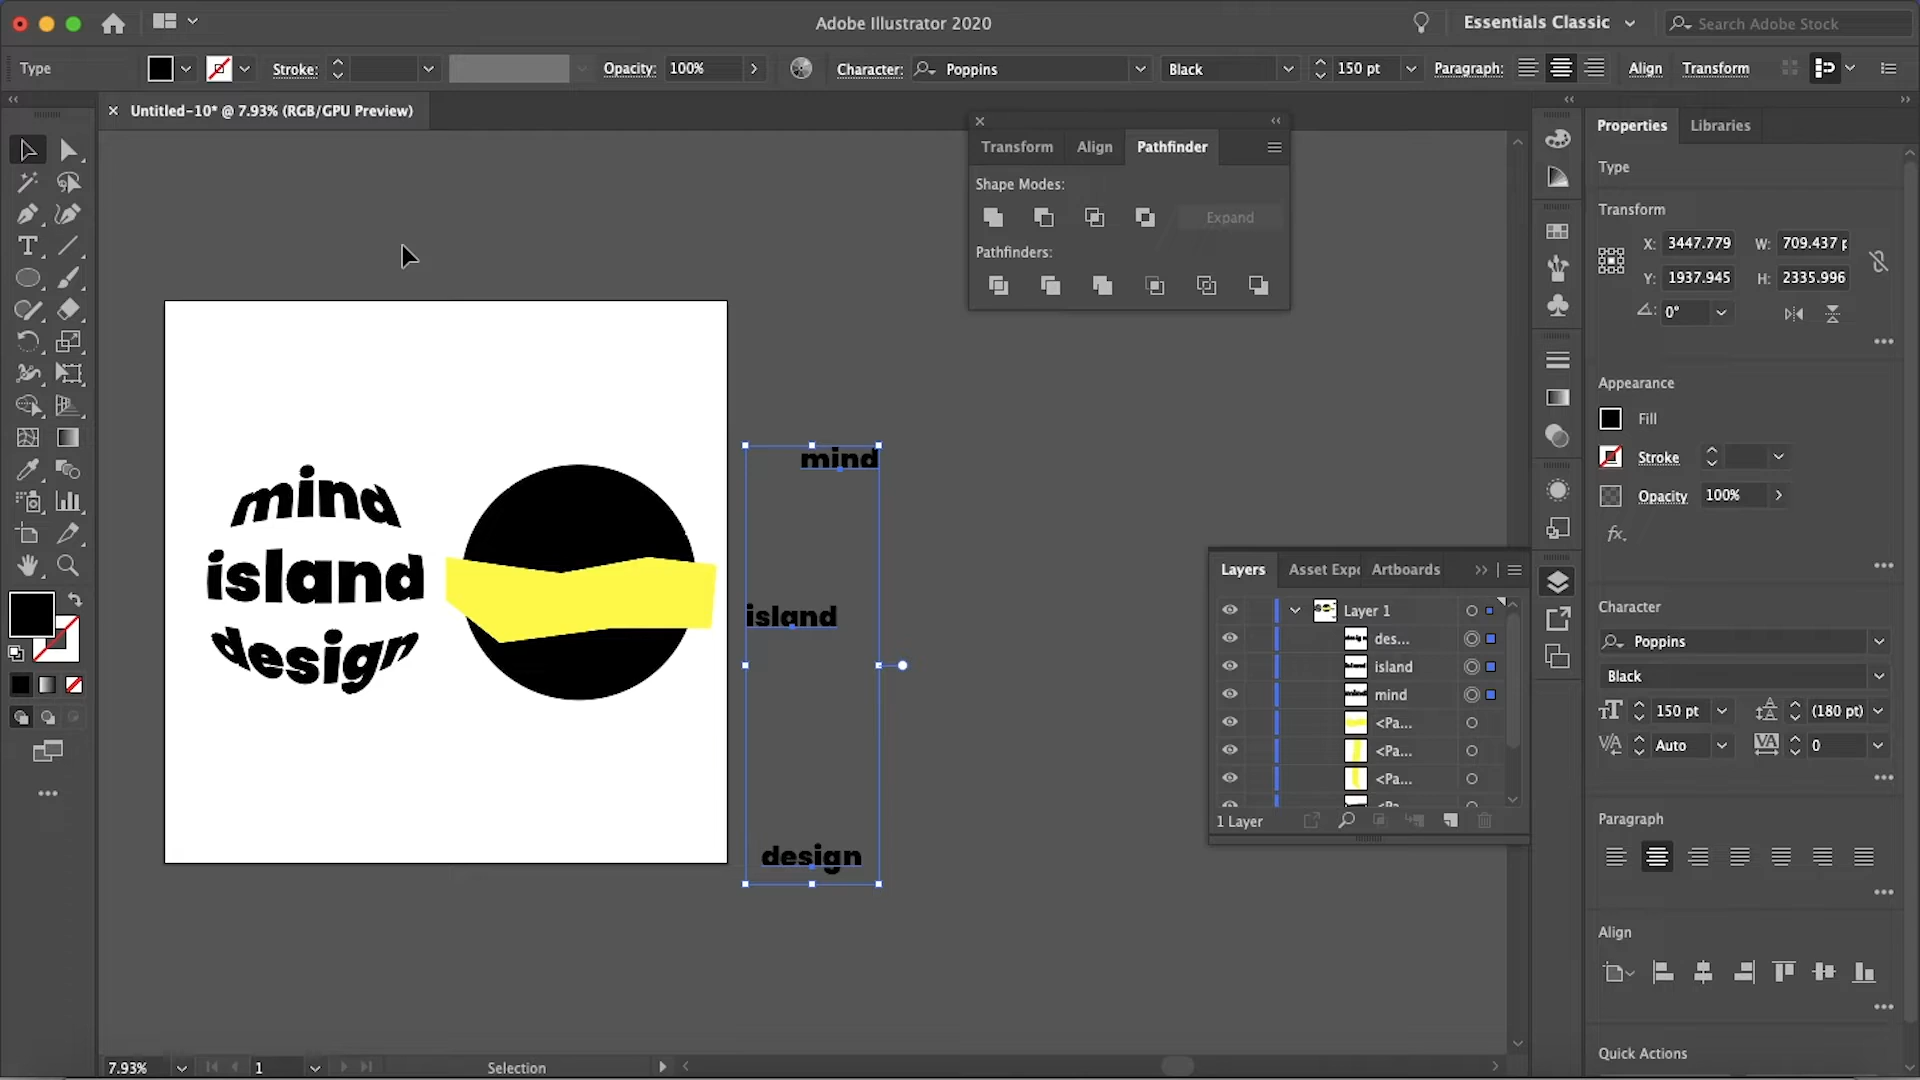 Adobe Illustrator 2020
Essentials Classic
Search Adobe Stock
Type
Stroke:
Opacity: 100%
Character: Poppins
Black
150 pt
Paragraph:
Align
Transform
Untitled-10* @ 7.93% (RGB/GPU Preview)
Transform Align Pathfinder
Shape Modes:
Expand
Pathfinders:
mind
island
design
mind
island
design
Layers Asset Expo Artboards
Layer 1
des...
island
mind
<Pa...
<Pa...
<Pa...
<Pa
1 Layer
Properties Libraries
Type
Transform
X: 3447.779 W: 709.437 p
Y: 1937.945 H: 2335.996
0°
Appearance
Fill
Stroke
Opacity 100%
fx.
Character
Poppins
Black
150 pt (180 pt)
Auto 0
Paragraph
Align
Quick Actions
7.93% 1 Selection